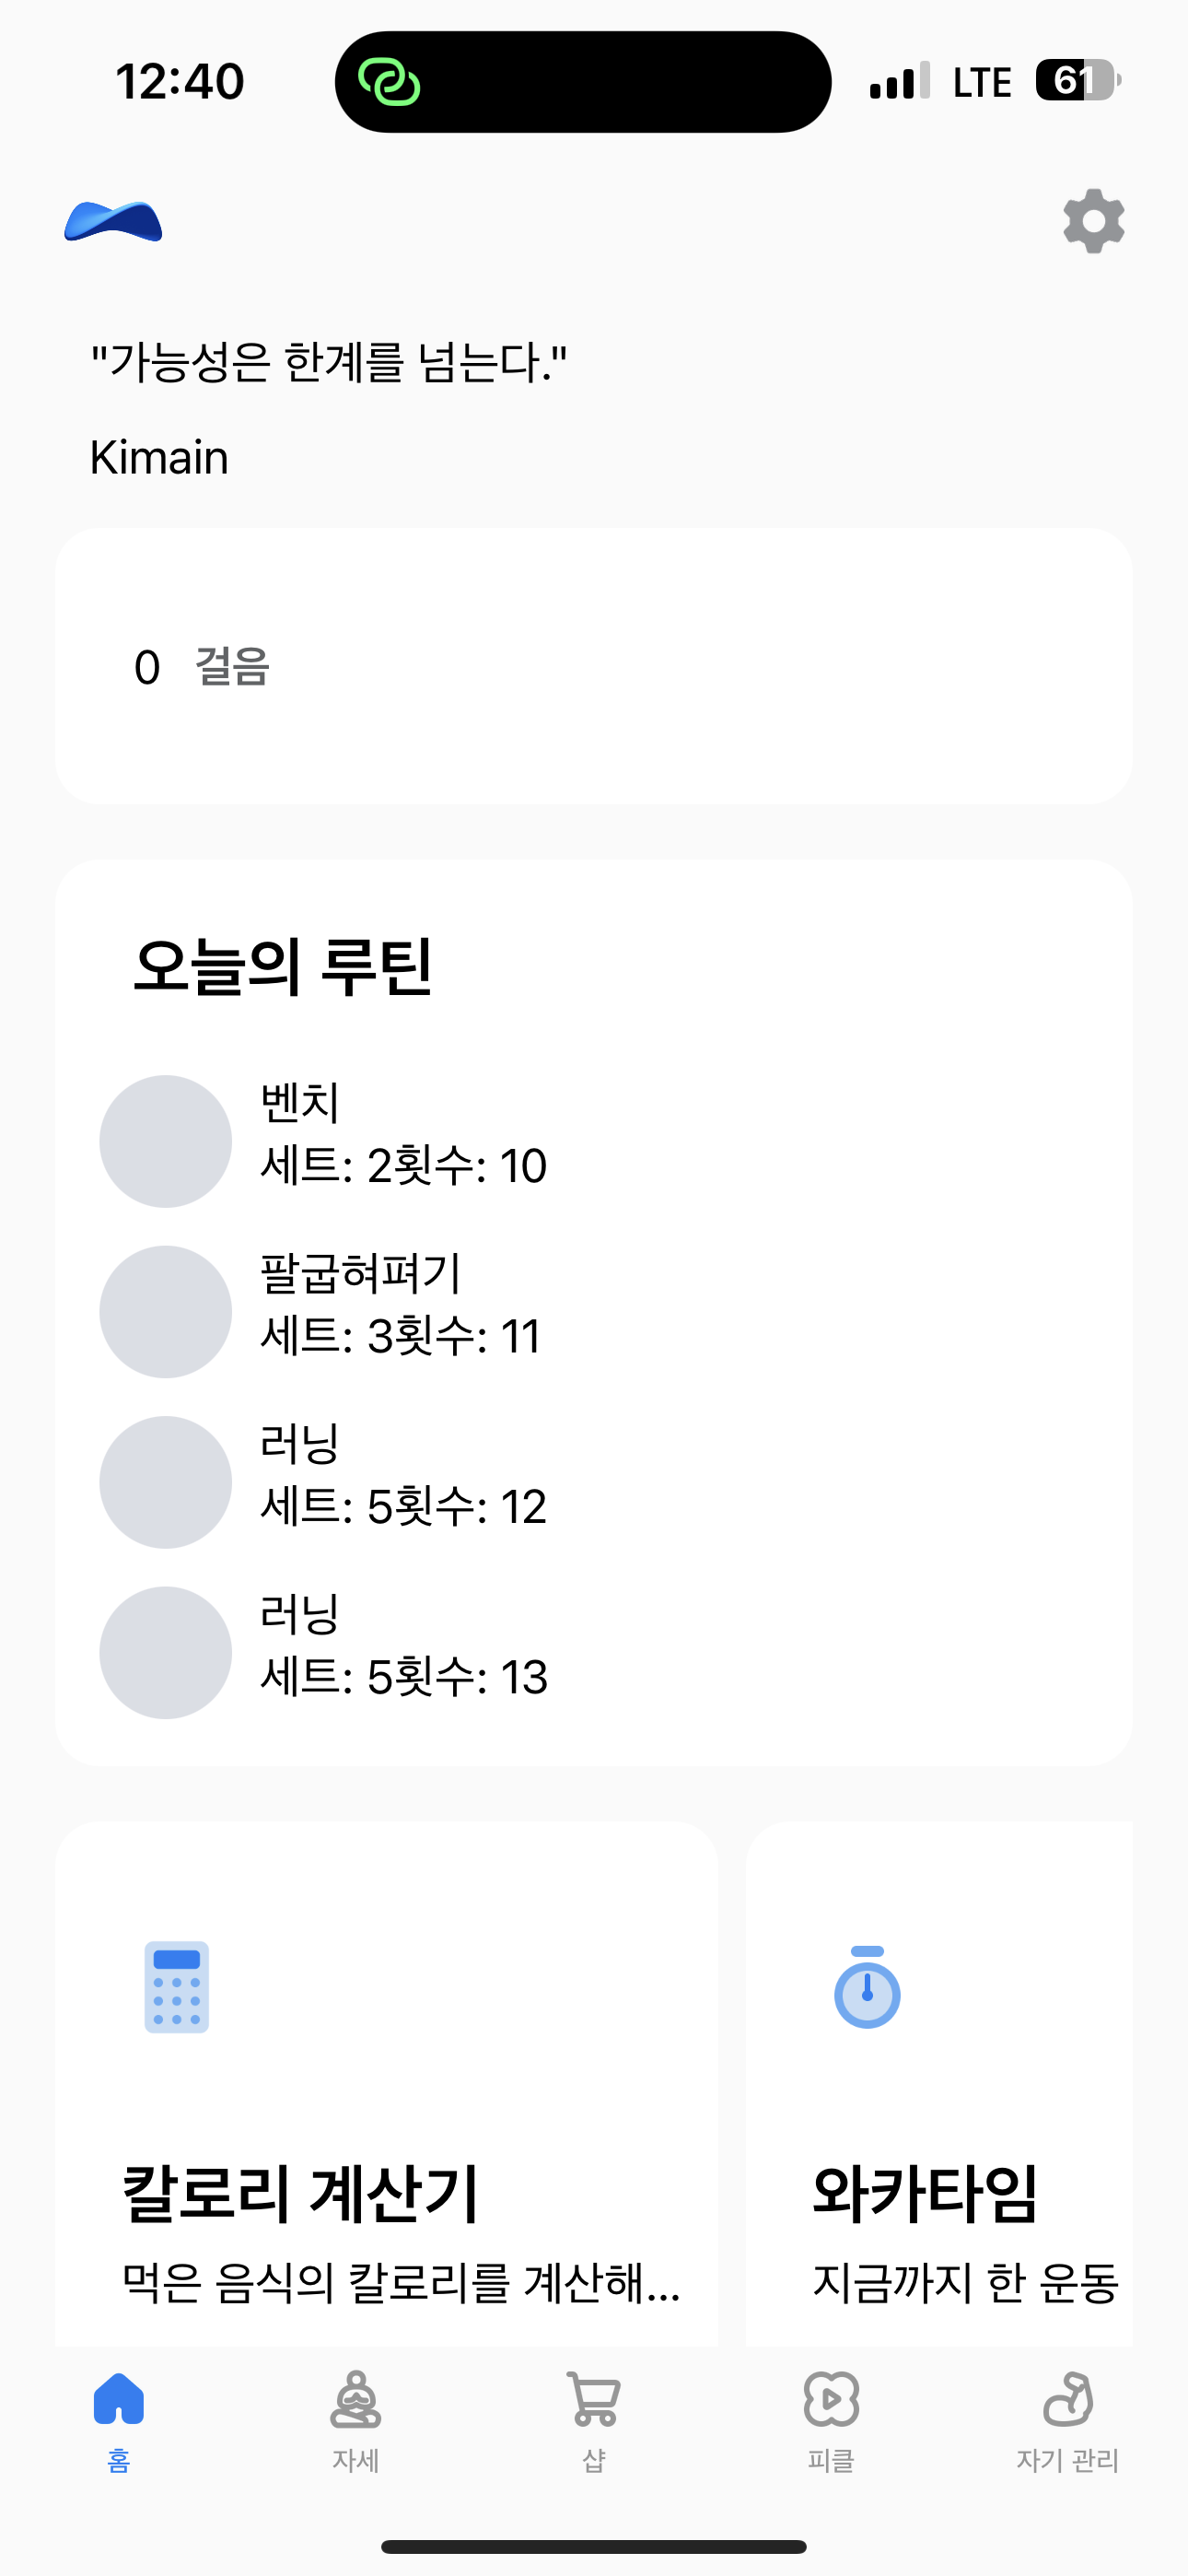 12:40
LTE
61
"가능성은 한계를 넘는다."
Kimain
0 걸음
오늘의 루틴
벤치
세트: 2횟수: 10
팔굽혀펴기
세트: 3횟수: 11
러닝
세트: 5횟수: 12
러닝
세트: 5횟수: 13
칼로리 계산기
먹은 음식의 칼로리를 계산해...
와카타임
지금까지 한 운동
홈
자세
샵
피클
자기 관리